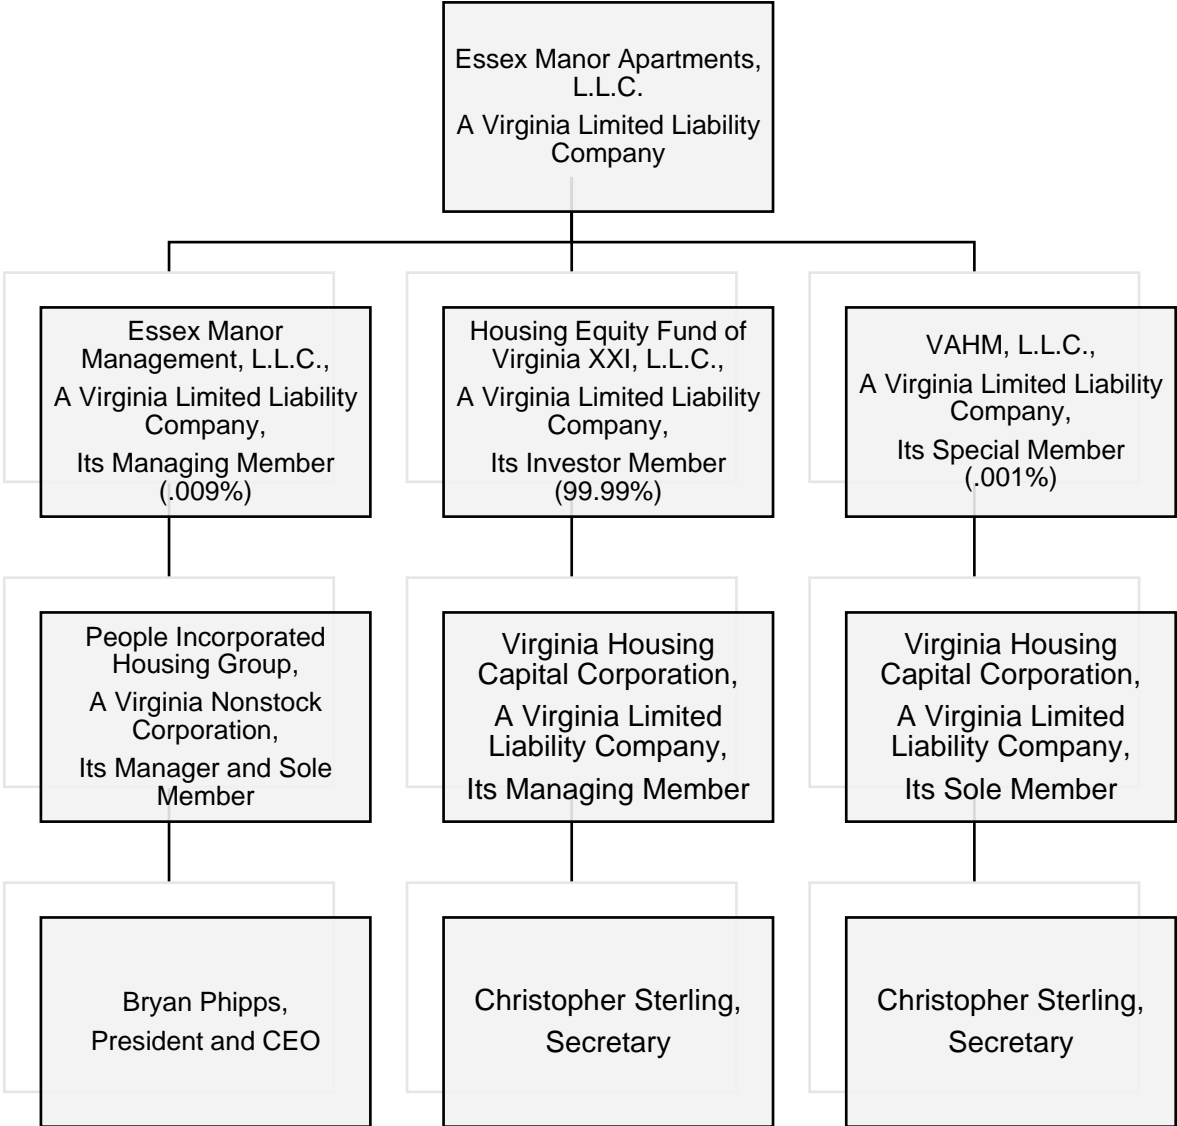 Essex Manor Apartments,
L.L.C.
A Virginia Limited Liability
Company
Essex Manor
Management, L.L.C.,
A Virginia Limited Liability
Company,
Its Managing Member
(.009%)
Housing Equity Fund of
Virginia XXI, L.L.C.,
A Virginia Limited Liability
Company,
Its Investor Member
(99.99%)
VAHM, L.L.C.,
A Virginia Limited Liability
Company,
Its Special Member
(.001%)
People Incorporated
Housing Group,
A Virginia Nonstock
Corporation,
Its Manager and Sole
Member
Virginia Housing
Capital Corporation,
A Virginia Limited
Liability Company,
Its Managing Member
Virginia Housing
Capital Corporation,
A Virginia Limited
Liability Company,
Its Sole Member
Bryan Phipps,
President and CEO
Christopher Sterling,
Secretary
Christopher Sterling,
Secretary